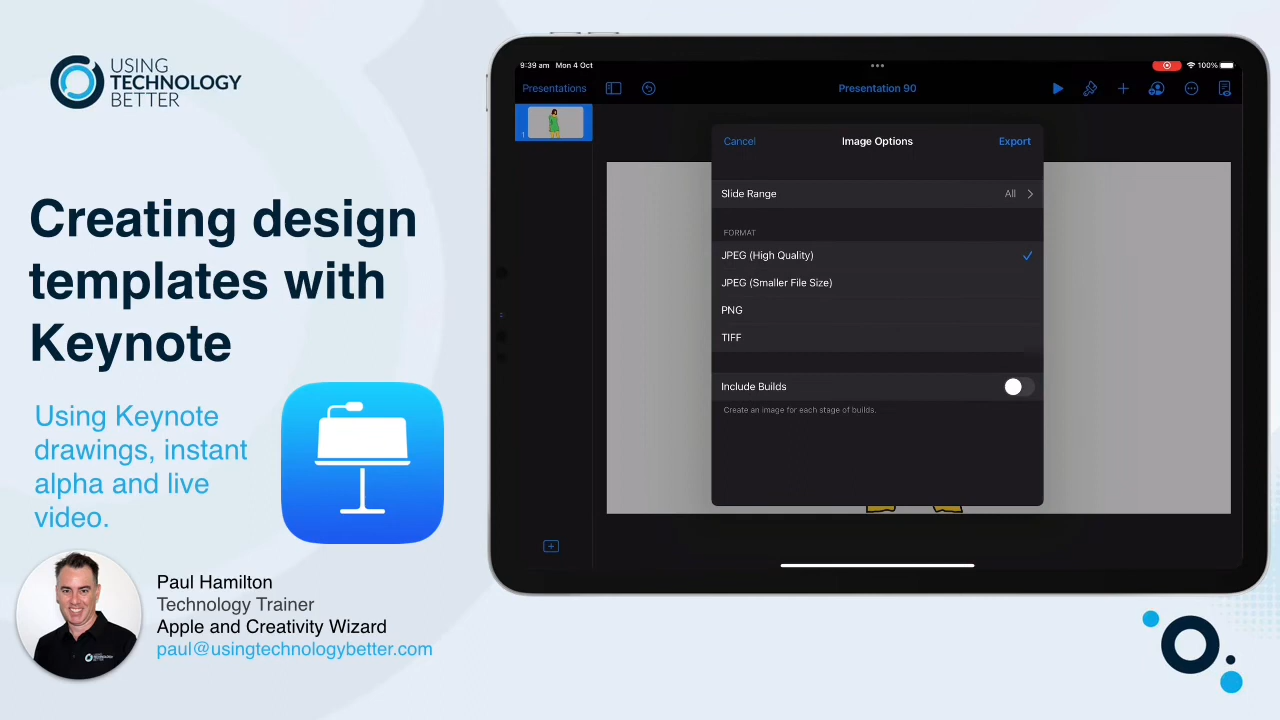 USING
TECHNOLOGY
BETTER
Creating design
templates with
Keynote
Using Keynote
drawings, instant
alpha and live
video.
Paul Hamilton
Technology Trainer
Apple and Creativity Wizard
paul@usingtechnologybetter.com
9:39 am Mon 4 Oct
100%
Presentations
Presentation 90
1
Cancel
Image Options
Export
Slide Range
All
FORMAT
JPEG (High Quality)
JPEG (Smaller File Size)
PNG
TIFF
Include Builds
Create an image for each stage of builds.